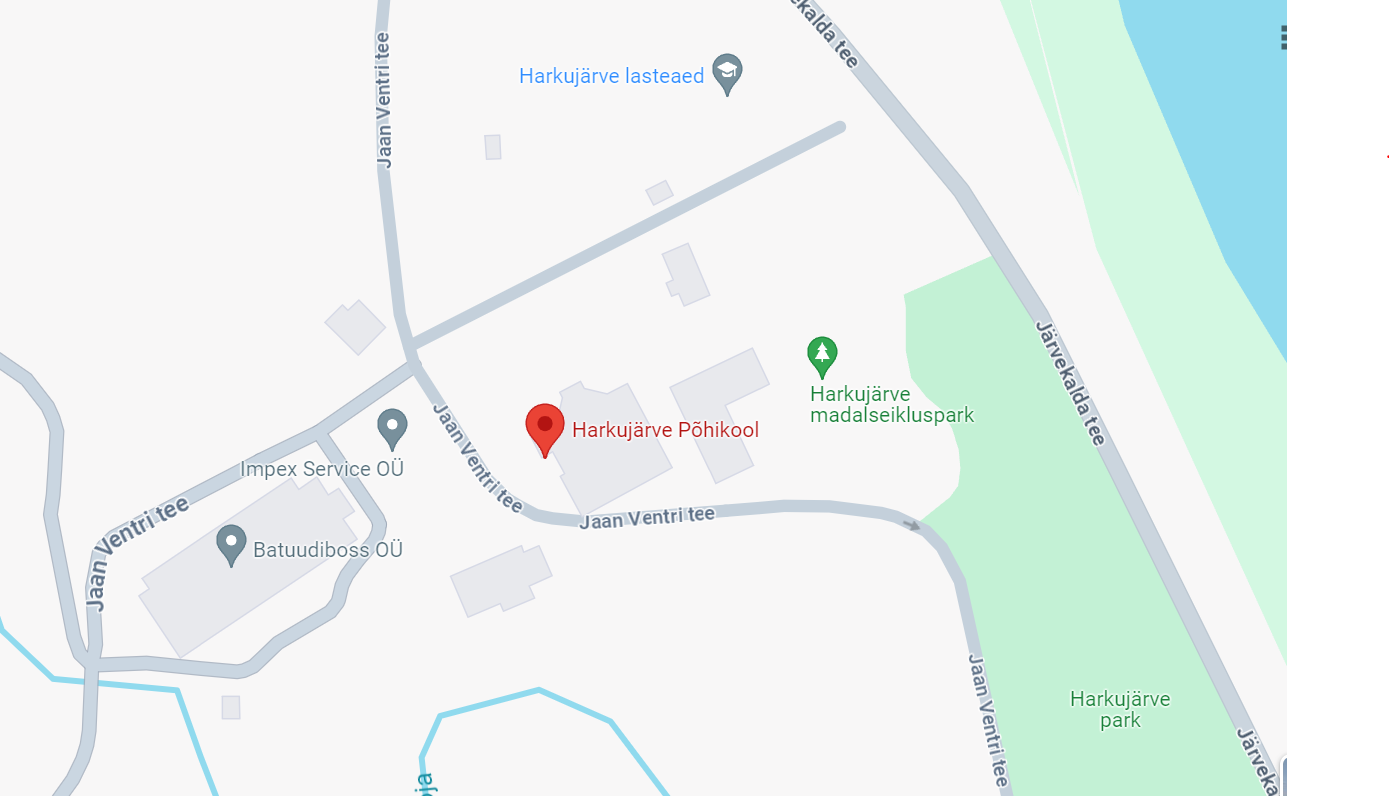 ekalda tee
Jaan Ventri tee
Harkujärve lasteaed
Järvekalda tee
Harkujärve
madalseikluspark
Jaan Ventri tee
Harkujärve Põhikool
Impex Service OÜ
Jaan Ventri tee
Jaan Ventri tee
Batuudiboss OÜ
Jaan Ventri tee
Harkujärve
park
Järveka
oja